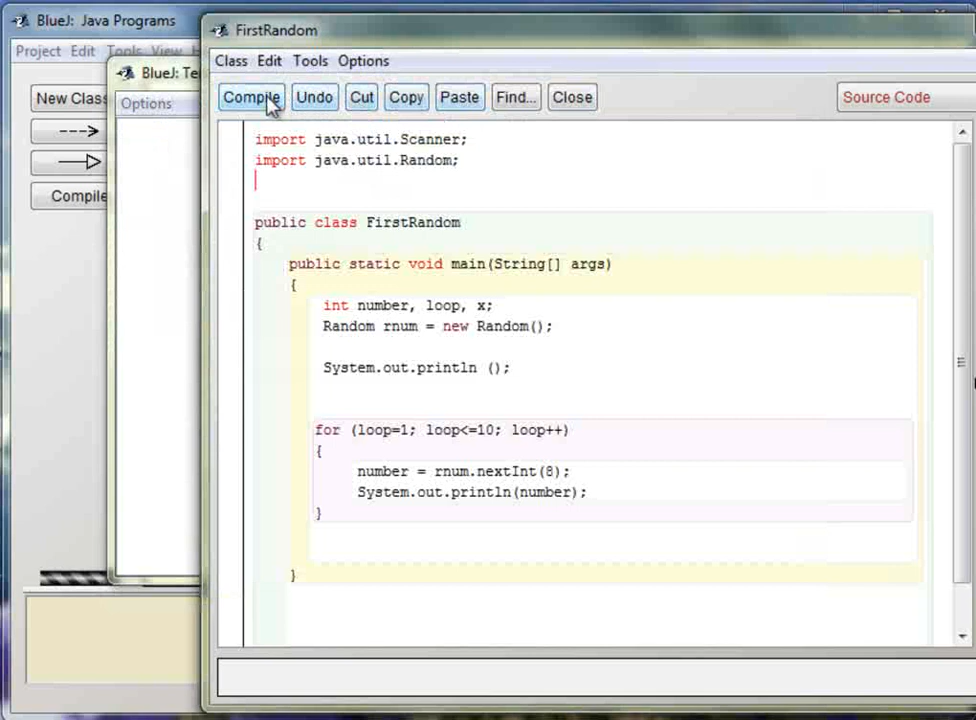 BlueJ: Java Programs
FirstRandom
Project Edit Tools View
Class Edit Tools Options
BlueJ: Te
Options
New Class
Compile Undo Cut Copy Paste Find... Close Source Code
Compile
import java.util.Scanner;
import java.util.Random;
public class FirstRandom
{
public static void main(String[] args)
{
int number, loop, x;
Random rnum = new Random();
System.out.println ();
for (loop=1; loop<=10; loop++)
{
number = rnum.nextInt(8);
System.out.println(number);
}
}